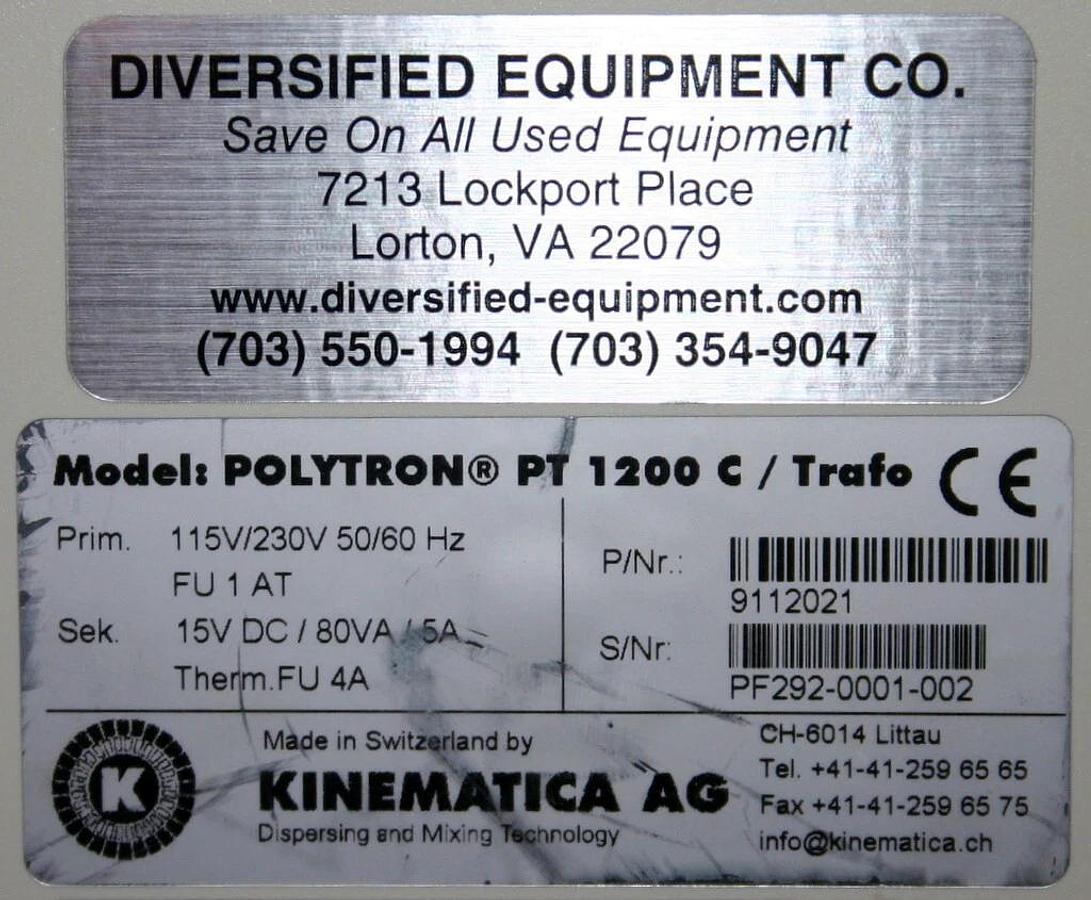 DIVERSIFIED EQUIPMENT CO.
Save On All Used Equipment
7213 Lockport Place
Lorton, VA 22079
www.diversified-equipment.com
(703) 550-1994 (703) 354-9047
Model: POLYTRON® PT 1200 C / Trafo CE
Prim. 115V/230V 50/60 Hz
FU 1 AT
Sek. 15V DC / 80VA / 5A
Therm.FU 4A
P/Nr.:
9112021
S/Nr:
PF292-0001-002
K
Made in Switzerland by
KINEMATICA AG
Dispersing and Mixing Technology
CH-6014 Littau
Tel. +41-41-259 65 65
Fax +41-41-259 65 75
info@kinematica.ch